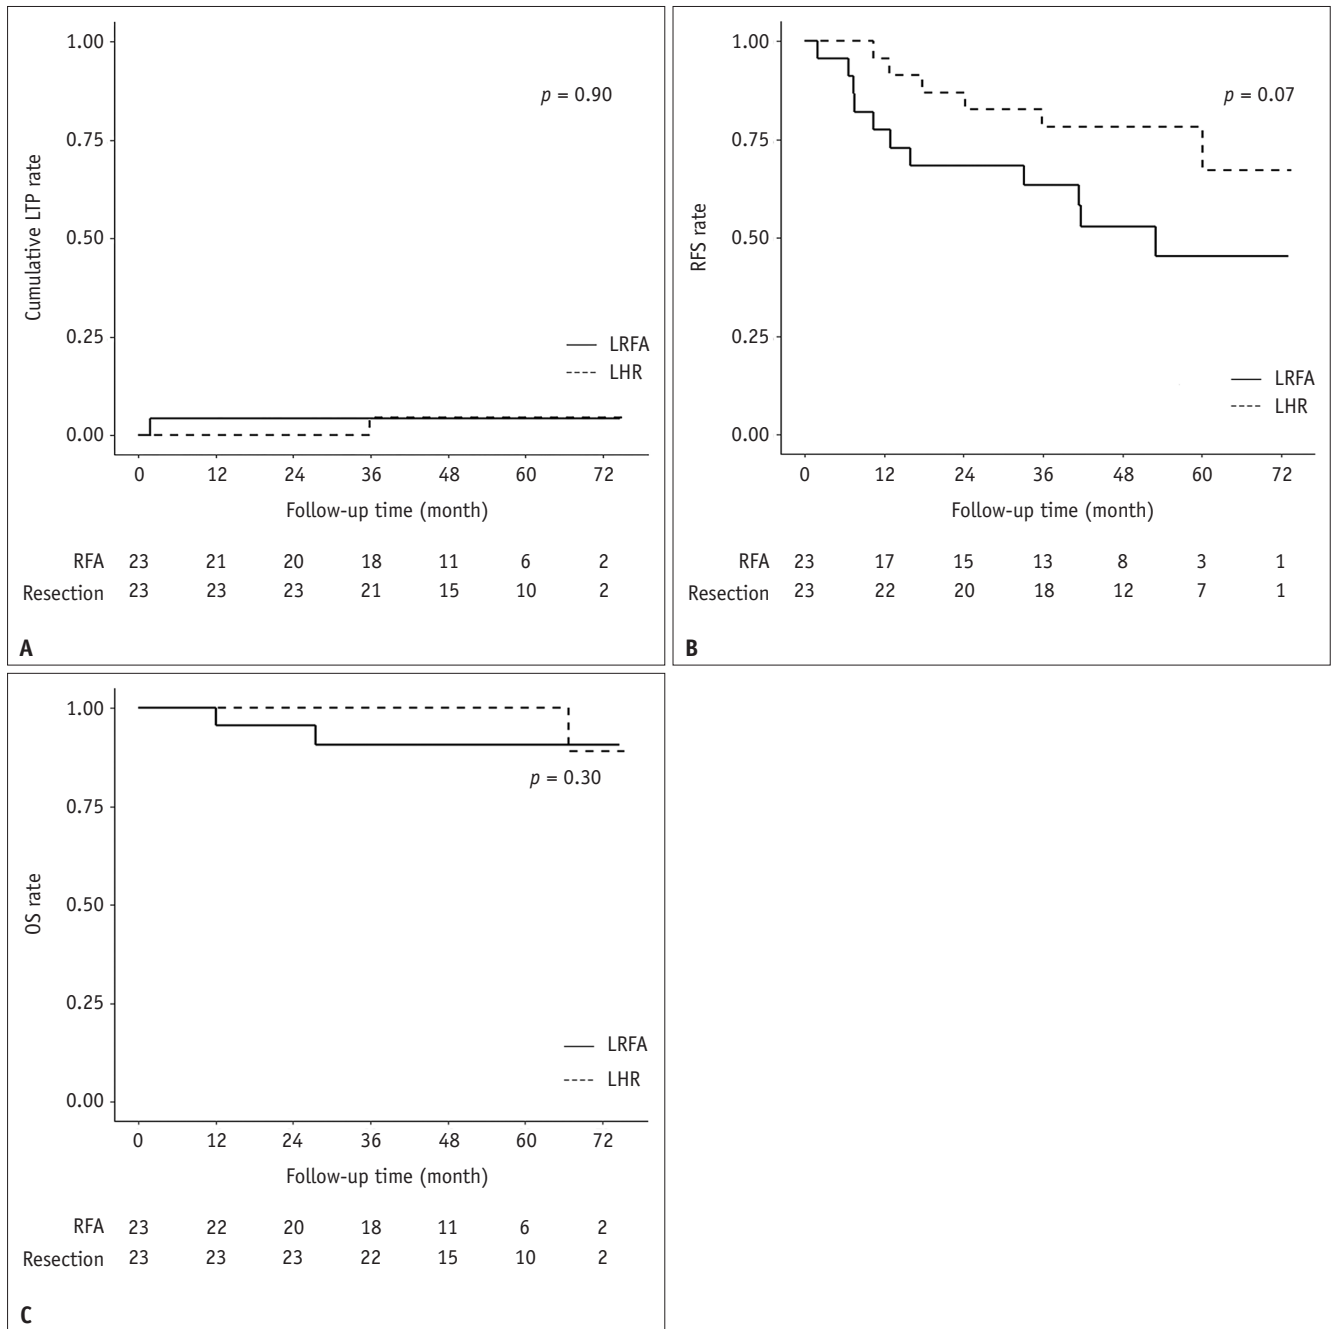 1.00
p = 0.90
0.75
0.50
Cumulative LTP rate
0.25
LRFA
LHR
0.00
0 12 24 36 48 60 72
Follow-up time (month)
RFA 23 21 20 18 11 6 2
Resection 23 23 23 21 15 10 2
A
1.00
p = 0.07
0.75
0.50
RFS rate
0.25
LRFA
LHR
0.00
0 12 24 36 48 60 72
Follow-up time (month)
RFA 23 17 15 13 8 3 1
Resection 23 22 20 18 12 7 1
B
1.00
p = 0.30
0.75
0.50
OS rate
0.25
LRFA
LHR
0.00
0 12 24 36 48 60 72
Follow-up time (month)
RFA 23 22 20 18 11 6 2
Resection 23 23 23 22 15 10 2
C